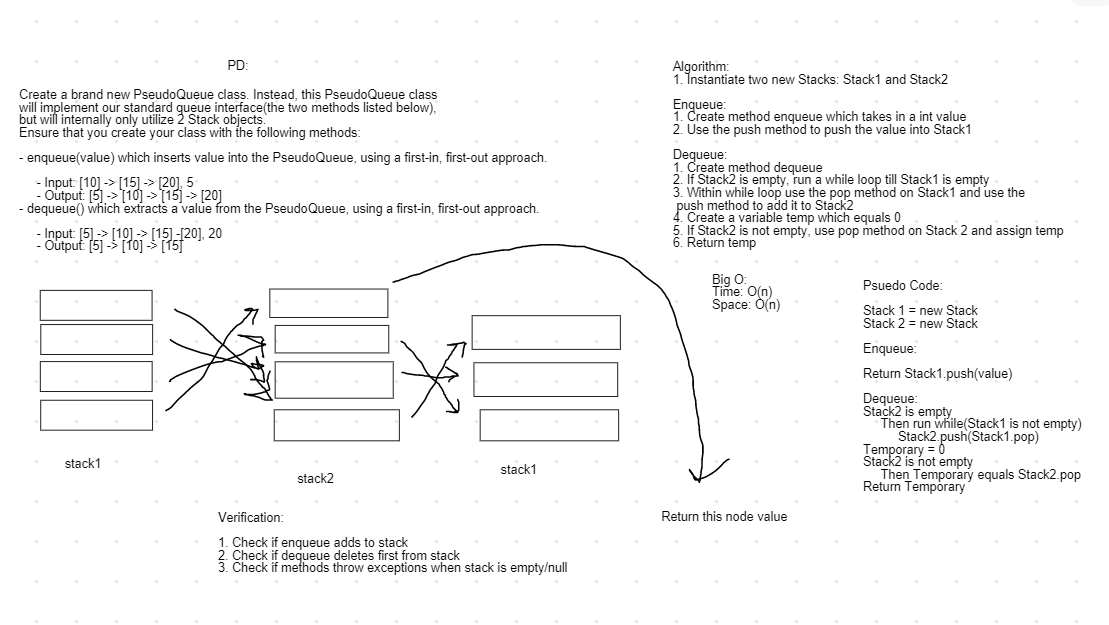 PD:
Create a brand new PseudoQueue class. Instead, this PseudoQueue class
will implement our standard queue interface(the two methods listed below),
but will internally only utilize 2 Stack objects.
Ensure that you create your class with the following methods:
- enqueue(value) which inserts value into the PseudoQueue, using a first-in, first-out approach.
- Input: [10] -> [15] -> [20], 5
- Output: [5] -> [10] -> [15] -> [20]
- dequeue() which extracts a value from the PseudoQueue, using a first-in, first-out approach.
- Input: [5] -> [10] -> [15] -[20], 20
- Output: [5] -> [10] -> [15]
stack1
stack2
stack1
Return this node value
Verification:
1. Check if enqueue adds to stack
2. Check if dequeue deletes first from stack
3. Check if methods throw exceptions when stack is empty/null
Algorithm:
1. Instantiate two new Stacks: Stack1 and Stack2
Enqueue:
1. Create method enqueue which takes in a int value
2. Use the push method to push the value into Stack1
Dequeue:
1. Create method dequeue
2. If Stack2 is empty, run a while loop till Stack1 is empty
3. Within while loop use the pop method on Stack1 and use the
push method to add it to Stack2
4. Create a variable temp which equals 0
5. If Stack2 is not empty, use pop method on Stack 2 and assign temp
6. Return temp
Big O:
Time: O(n)
Space: O(n)
Psuedo Code:
Stack 1 = new Stack
Stack 2 = new Stack
Enqueue:
Return Stack1.push(value)
Dequeue:
Stack2 is empty
Then run while(Stack1 is not empty)
Stack2.push(Stack1.pop)
Temporary = 0
Stack2 is not empty
Then Temporary equals Stack2.pop
Return Temporary